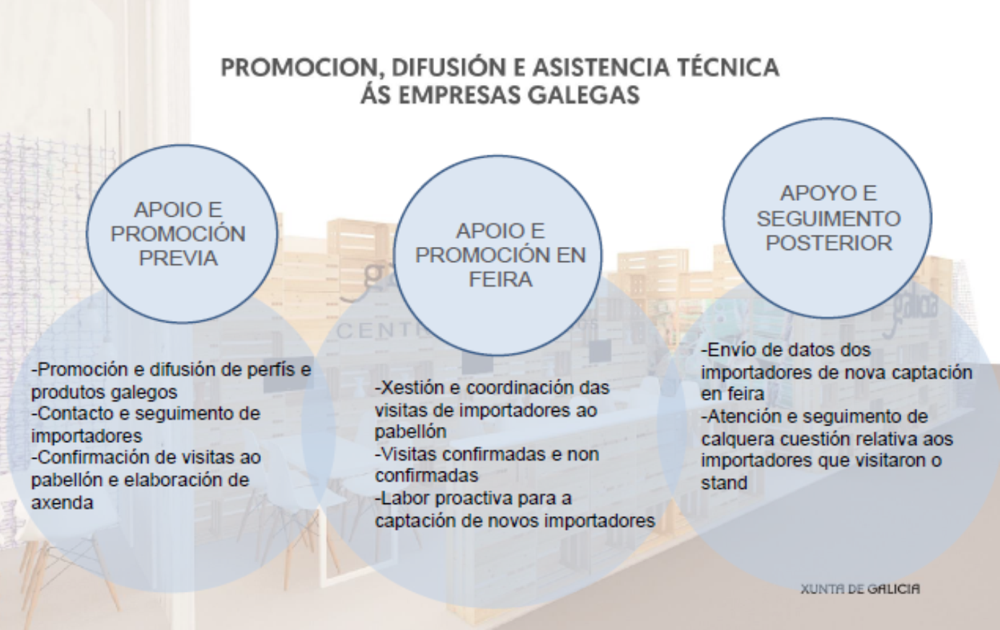 PROMOCION, DIFUSIÓN E ASISTENCIA TÉCNICA
ÁS EMPRESAS GALEGAS
APOIO E
PROMOCIÓN
PREVIA
-Promoción e difusión de perfís e
produtos galegos
-Contacto e seguimento de
importadores
-Confirmación de visitas ao
pabellón e elaboración de
axenda
APOIO E
PROMOCIÓN EN
FEIRA
-Xestión e coordinación das
visitas de importadores ao
pabellón
-Visitas confirmadas e non
confirmadas
-Labor proactiva para a
captación de novos importadores
APOYO E
SEGUIMENTO
POSTERIOR
-Envío de datos dos
importadores de nova captación
en feira
-Atención e seguimento de
calquera cuestión relativa aos
importadores que visitaron o
stand
galicia
XUNTA DE GALICIA